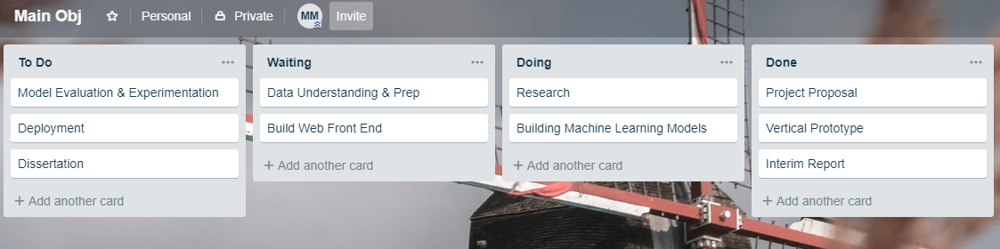 Main Obj Personal Private MM Invite
To Do
Model Evaluation & Experimentation
Deployment
Dissertation
+ Add another card
Waiting
Data Understanding & Prep
Build Web Front End
+ Add another card
Doing
Research
Building Machine Learning Models
+ Add another card
Done
Project Proposal
Vertical Prototype
Interim Report
+ Add another card